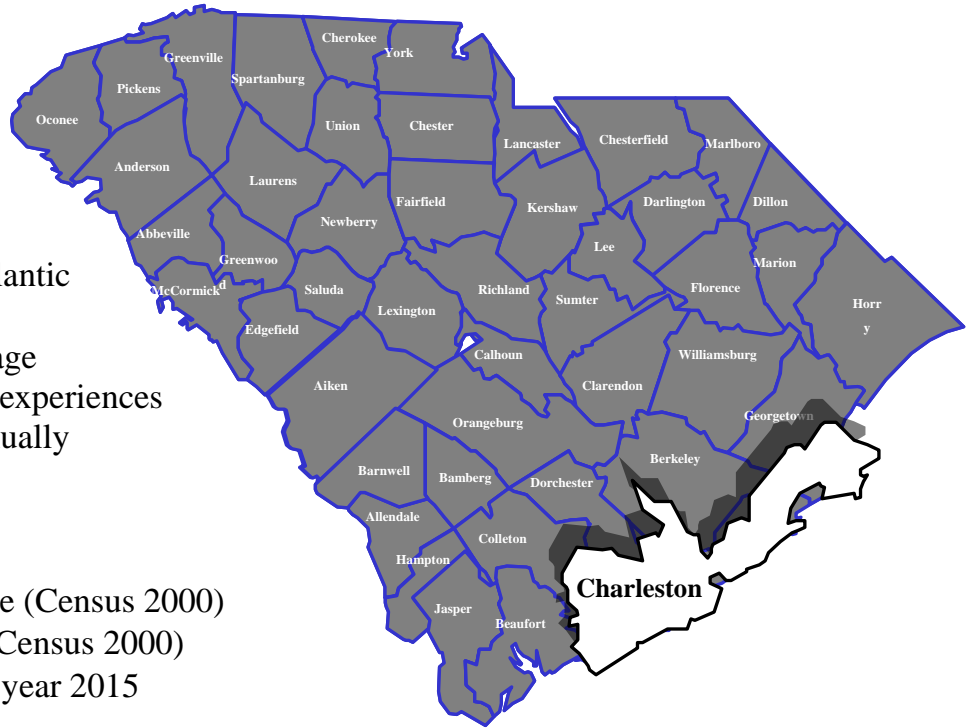 lantic
age
experiences
ually
e (Census 2000)
Census 2000)
year 2015
Cherokee
York
Greenville
Spartanburg
Pickens
Oconee
Union
Chester
Lancaster
Chesterfield
Marlboro
Anderson
Laurens
Fairfield
Kershaw
Darlington
Dillon
Newberry
Abbeville
Lee
Greenwoo
d
Marion
McCormick
Saluda
Richland
Florence
Sumter
Lexington
Horr
y
Edgefield
Calhoun
Williamsburg
Aiken
Clarendon
Orangeburg
Georgetown
Berkeley
Barnwell
Bamberg
Dorchester
Allendale
Colleton
Hampton
Charleston
Jasper
Beaufort